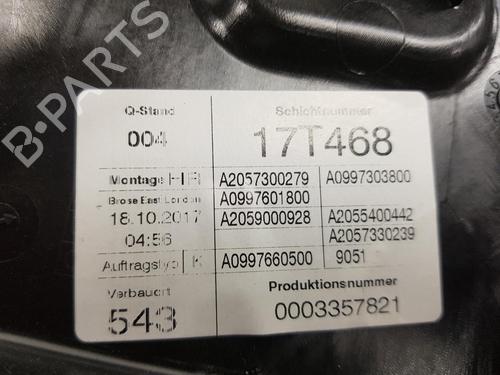 B-PARTS
Q-Stand
Schichtnummer
004
17T468
Montage HR
A2057300279
A0997303800
Brose East London
A0997601800
18.10.2017
A2059000928
A2055400442
04:56
A2057330239
Auftragstyp K
A0997660500
9051
Verbauort
Produktionsnummer
543
0003357821